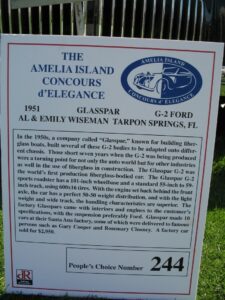 THE
AMELIA ISLAND
CONCOURS
d'ELEGANCE
AMELIA ISLAND
CONCOURS d'ELEGANCE
1951 GLASSPAR G-2 FORD
AL & EMILY WISEMAN TARPON SPRINGS, FL
In the 1950s, a company called "Glasspar," known for building fiber-
glass boats, built several of these G-2 bodies to be adapted onto differ-
ent chassis. Those short seven years when the G-2 was being produced
were a turning point for not only the auto world but for other industries
as well in the use of fiberglass in construction. The Glasspar G-2 was
the world's first production fiberglass-bodied car. The Glasspar G-2
sports roadster has a 101-inch wheelbase and a standard 55-inch to 59-
inch track, using 600x16 tires. With the engine set back behind the front
axle, the car has a perfect 50-50 weight distribution, and with the light
weight and wide track, the handling characteristics are superior. The
factory Glasspars came with interiors and engines to the customer's
specifications, with the suspension preferably Ford. Glasspar made 10
cars at their Santa Ana factory, some of which were delivered to famous
persons such as Gary Cooper and Rosemary Clooney. A factory car
sold for $2,950.
People's Choice Number 244